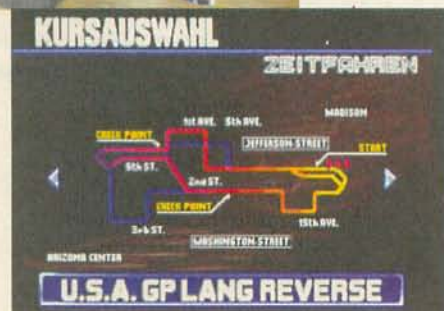 KURSAUSWAHL
ZEITFAHREN
MADISON
1st AVE. 5th AVE.
CHECK POINT
JEFFERSON STREET
START
5th ST.
2nd ST.
CHECK POINT
15th AVE.
3rb ST.
WASHINGTON STREET
ARIZONA CENTER
U.S.A. GP LANG REVERSE